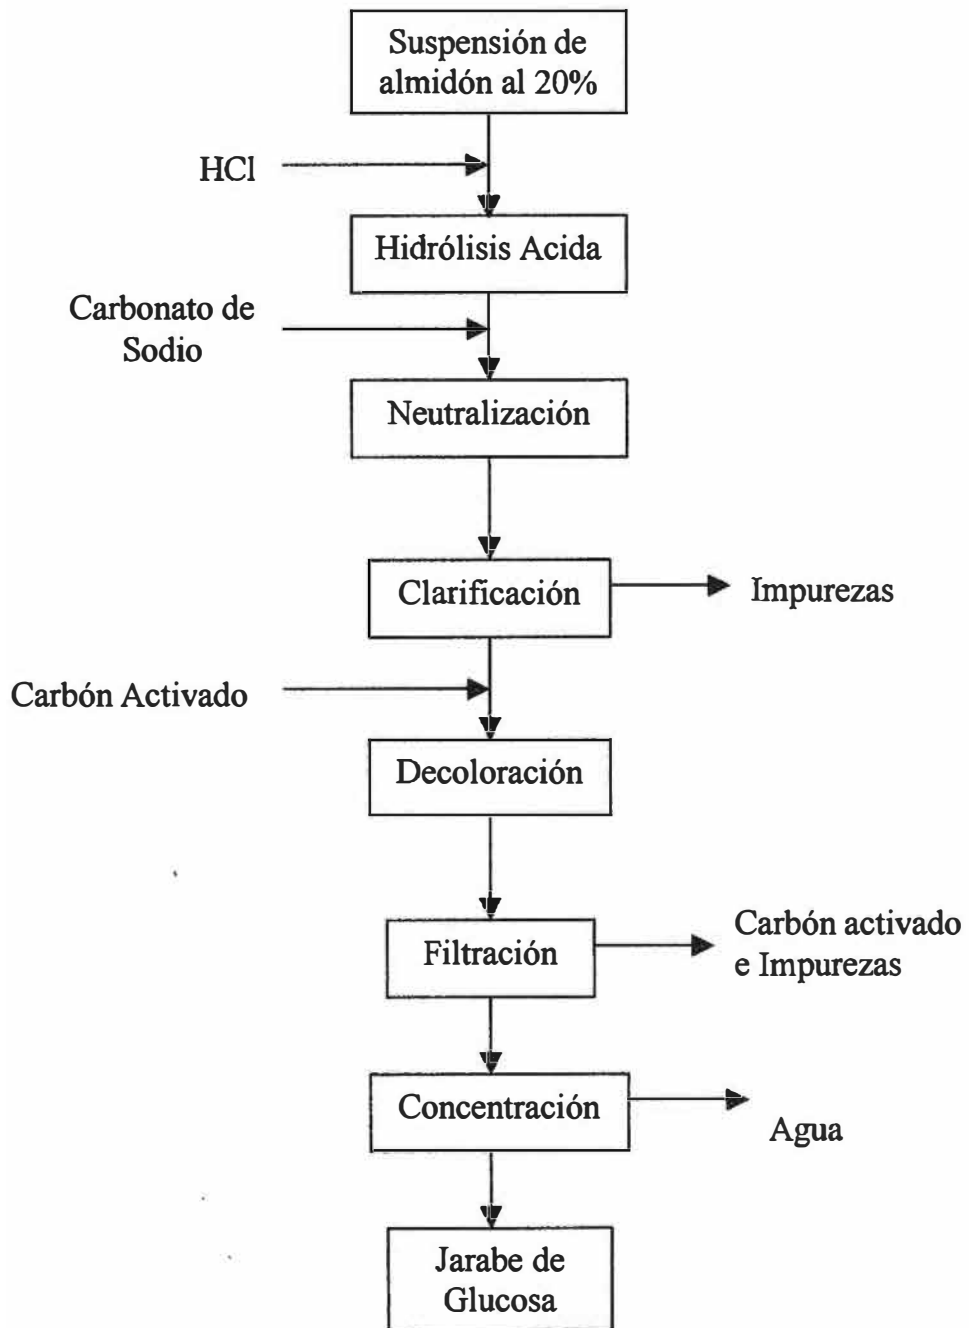 Suspensión de
almidón al 20%
HCl
Hidrólisis Acida
Carbonato de
Sodio
Neutralización
Clarificación
Impurezas
Carbón Activado
Decoloración
Filtración
Carbón activado
e Impurezas
Concentración
Agua
Jarabe de
Glucosa